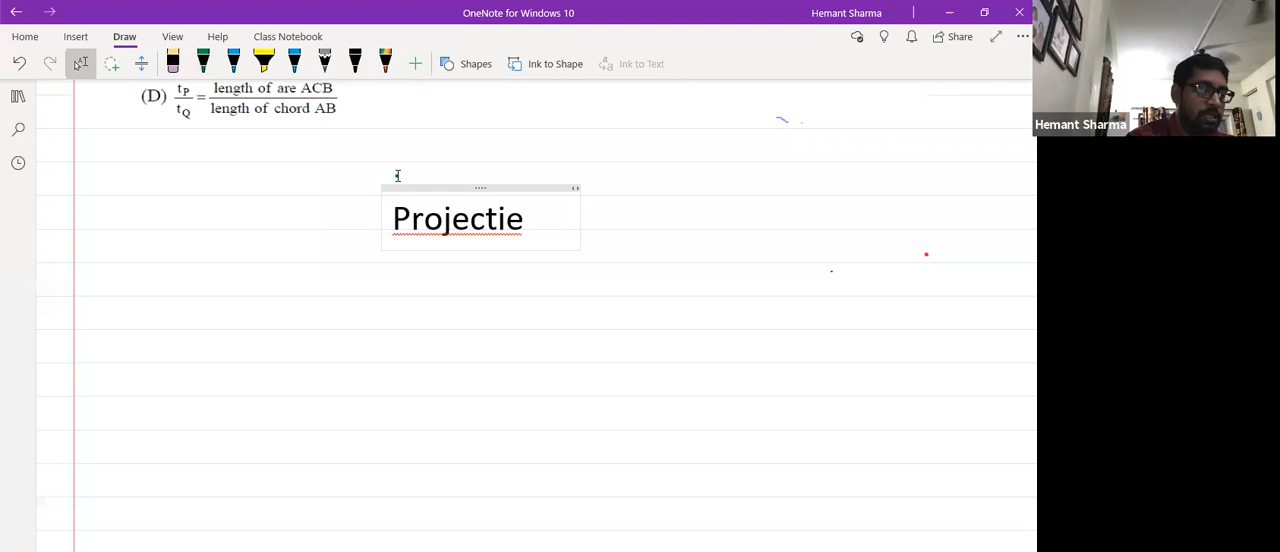 OneNote for Windows 10
Hemant Sharma
Home Insert Draw View Help Class Notebook
Share
Shapes
Ink to Shape
Ink to Text
(D) tP/tQ = length of are ACB/length of chord AB
Hemant Sharma
Projectie